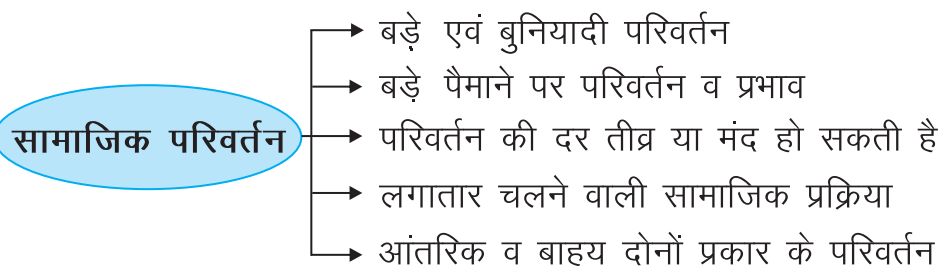 सामाजिक परिवर्तन
बड़े एवं बुनियादी परिवर्तन
बड़े पैमाने पर परिवर्तन व प्रभाव
परिवर्तन की दर तीव्र या मंद हो सकती है
लगातार चलने वाली सामाजिक प्रक्रिया
आंतरिक व बाहय दोनों प्रकार के परिवर्तन